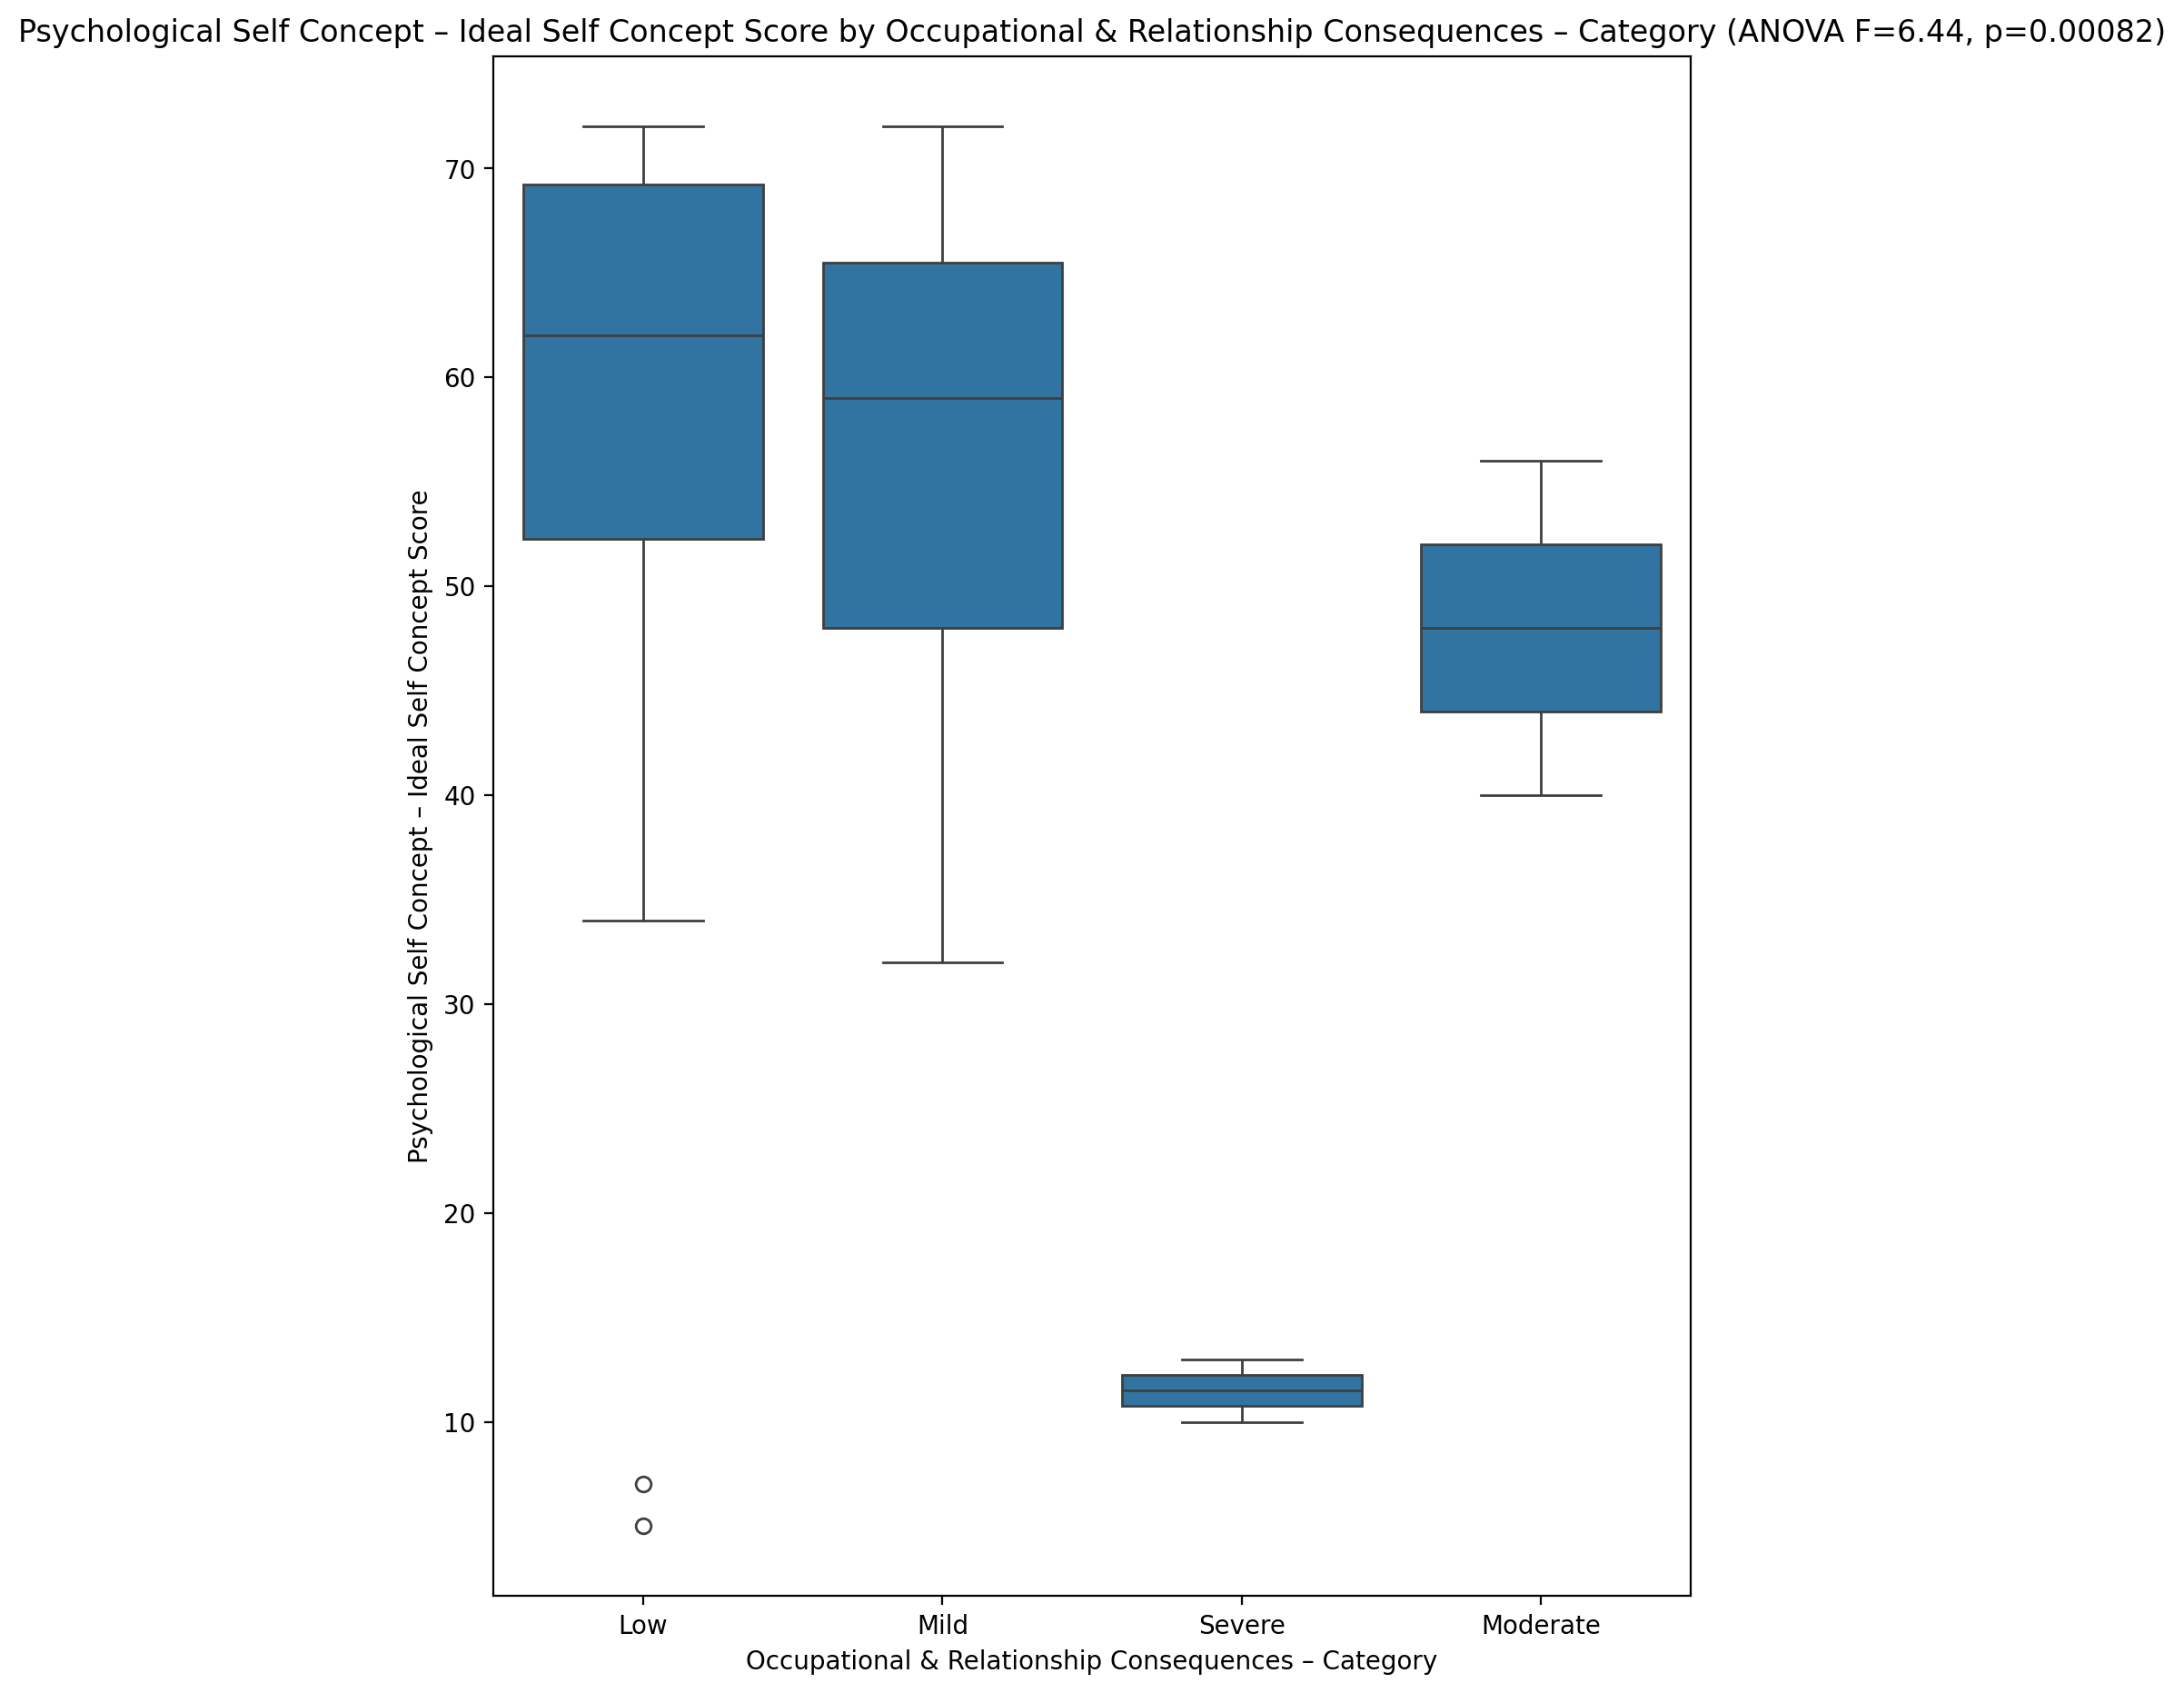 Psychological Self Concept – Ideal Self Concept Score by Occupational & Relationship Consequences – Category (ANOVA F=6.44, p=0.00082)
Psychological Self Concept – Ideal Self Concept Score
70
60
50
40
30
20
10
Low Mild Severe Moderate
Occupational & Relationship Consequences – Category